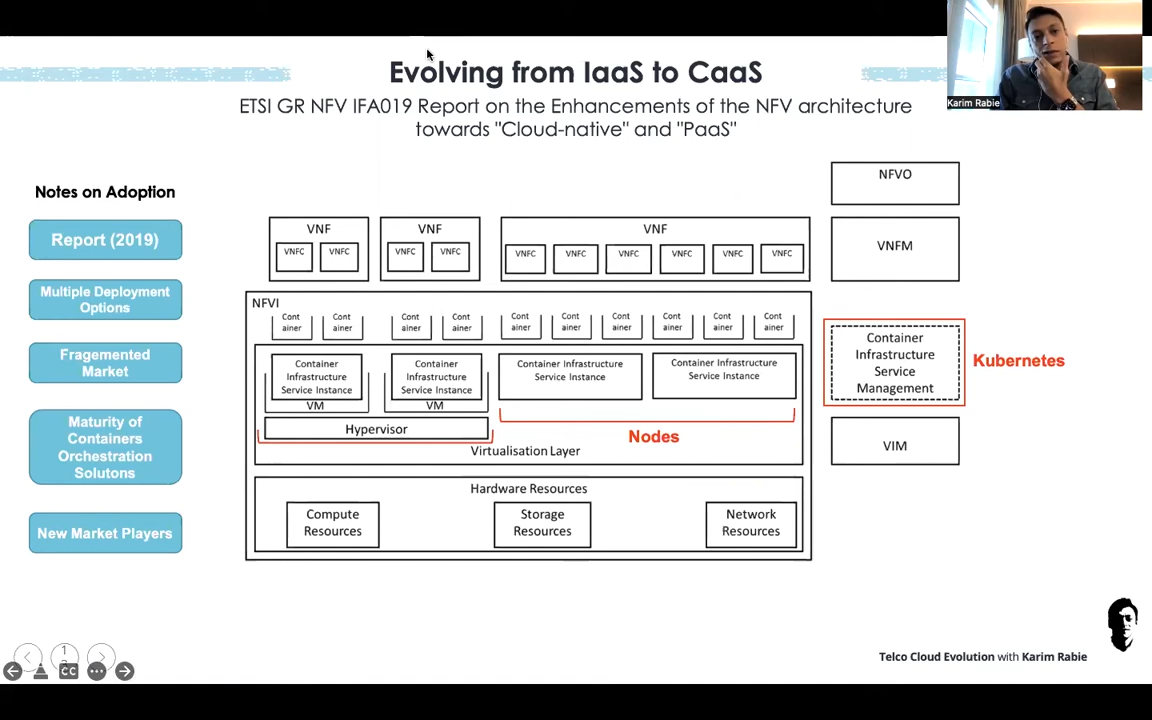 Evolving from IaaS to CaaS
ETSI GR NFV IFA019 Report on the Enhancements of the NFV architecture
towards "Cloud-native" and "PaaS"
Karim Rabie
Notes on Adoption
Report (2019)
Multiple Deployment
Options
Fragemented
Market
Maturity of
Containers
Orchestration
Solutons
New Market Players
VNF
VNFC
VNFC
VNF
VNFC
VNFC
VNF
VNFC
VNFC
VNFC
VNFC
VNFC
VNFC
NFVI
Cont
ainer
Cont
ainer
Cont
ainer
Cont
ainer
Cont
ainer
Cont
ainer
Cont
ainer
Cont
ainer
Cont
ainer
Cont
ainer
Container
Infrastructure
Service Instance
VM
Container
Infrastructure
Service Instance
VM
Container Infrastructure
Service Instance
Container Infrastructure
Service Instance
Hypervisor
Nodes
Virtualisation Layer
Hardware Resources
Compute
Resources
Storage
Resources
Network
Resources
NFVO
VNFM
Container
Infrastructure
Service
Management
Kubernetes
VIM
1
CC
Telco Cloud Evolution with Karim Rabie